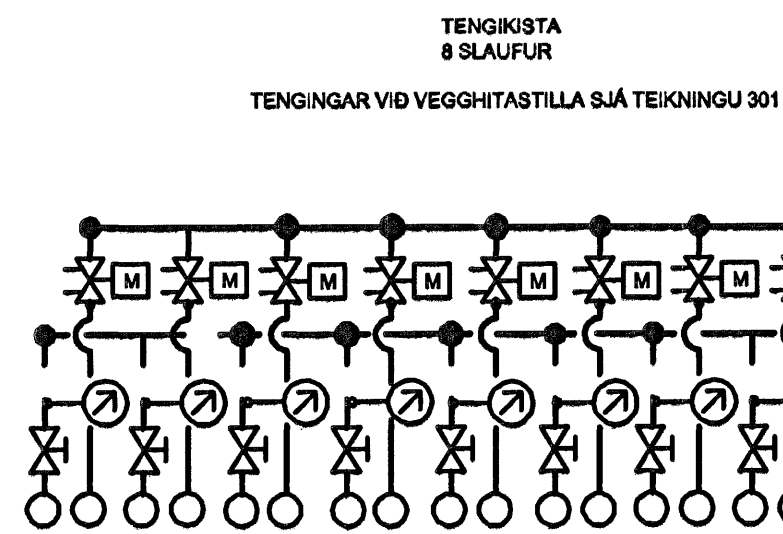 TENGIKISTA
8 SLAUFUR
TENGINGAR VIÐ VEGGHITASTILLA SJÁ TEIKNINGU 301
M M M M M M M